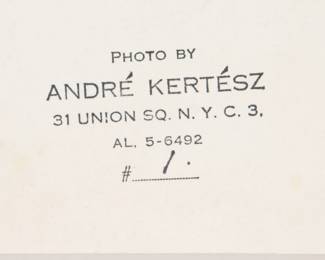 PHOTO BY
ANDRÉ KERTÉSZ
31 UNION SQ. N. Y. C. 3,
AL. 5-6492
# 1.